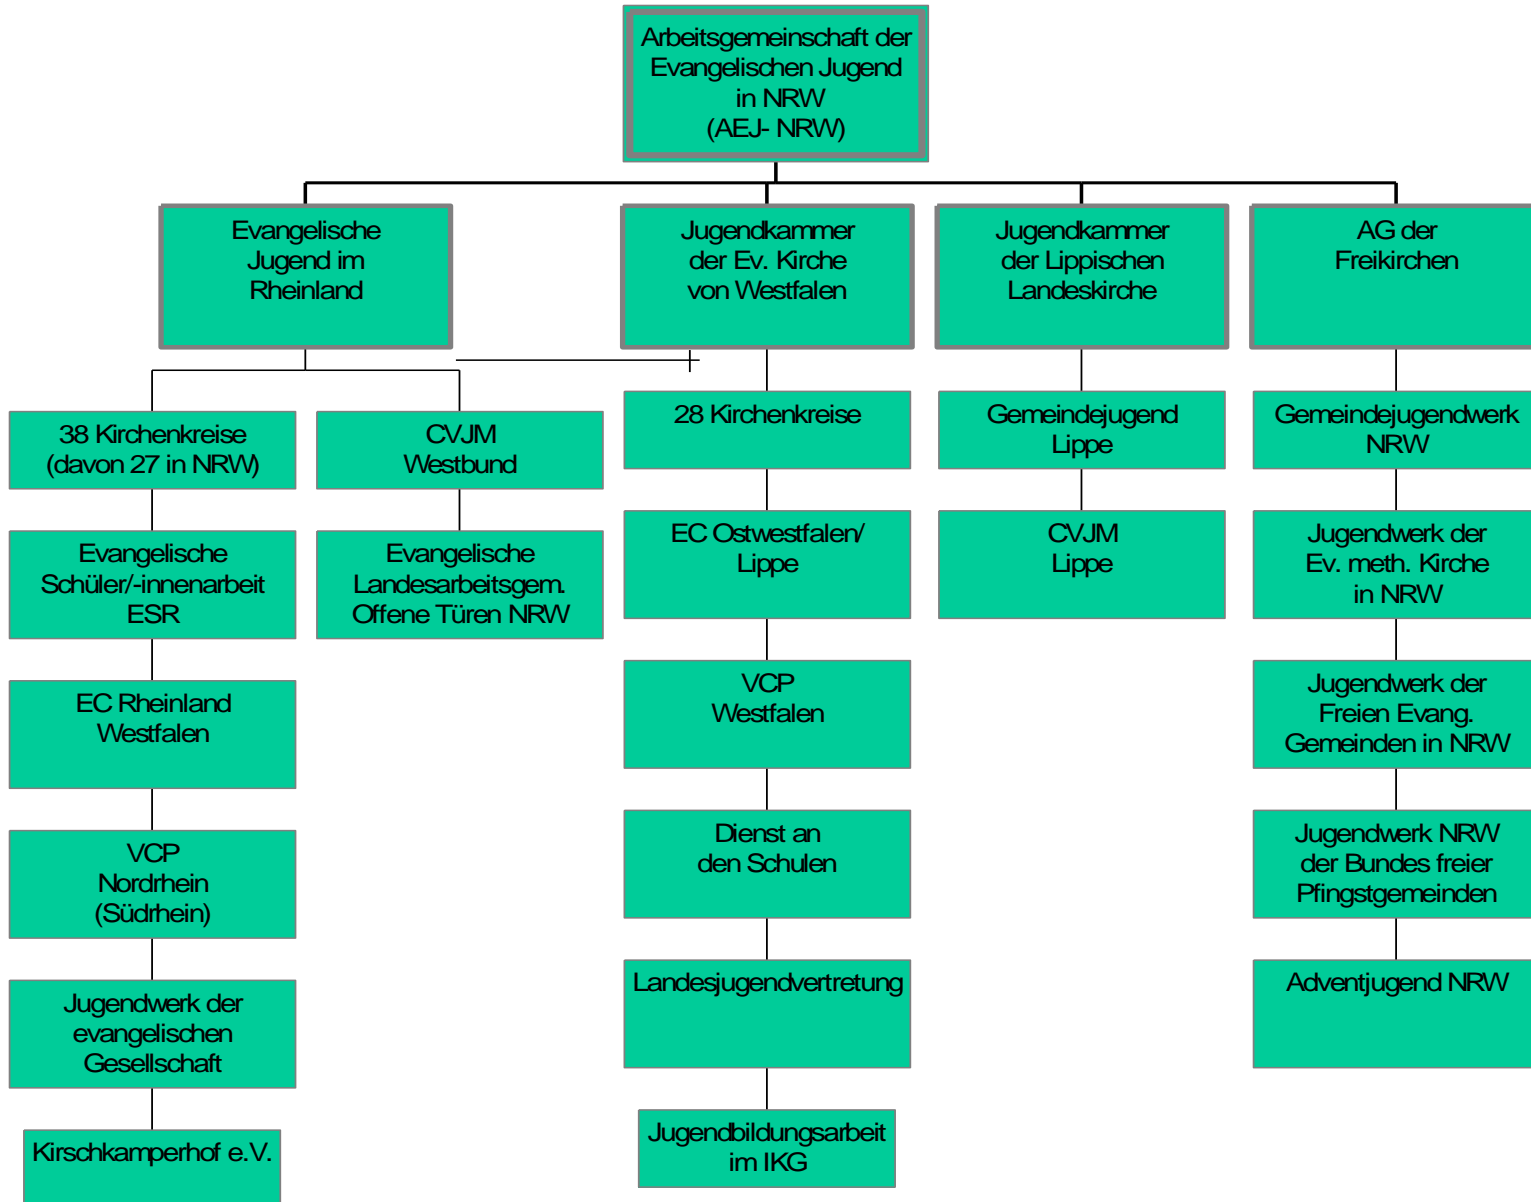 Arbeitsgemeinschaft der
Evangelischen Jugend
in NRW
(AEJ- NRW)
Evangelische
Jugend im
Rheinland
Jugendkammer
der Ev. Kirche
von Westfalen
Jugendkammer
der Lippischen
Landeskirche
AG der
Freikirchen
38 Kirchenkreise
(davon 27 in NRW)
CVJM
Westbund
28 Kirchenkreise
Gemeindejugend
Lippe
Gemeindejugendwerk
NRW
Evangelische
Schüler/-innenarbeit
ESR
Evangelische
Landesarbeitsgem.
Offene Türen NRW
EC Ostwestfalen/
Lippe
CVJM
Lippe
Jugendwerk der
Ev. meth. Kirche
in NRW
EC Rheinland
Westfalen
VCP
Westfalen
Jugendwerk der
Freien Evang.
Gemeinden in NRW
VCP
Nordrhein
(Südrhein)
Dienst an
den Schulen
Jugendwerk NRW
der Bundes freier
Pfingstgemeinden
Jugendwerk der
evangelischen
Gesellschaft
Landesjugendvertretung
Adventjugend NRW
Kirschkamperhof e.V.
Jugendbildungsarbeit
im IKG